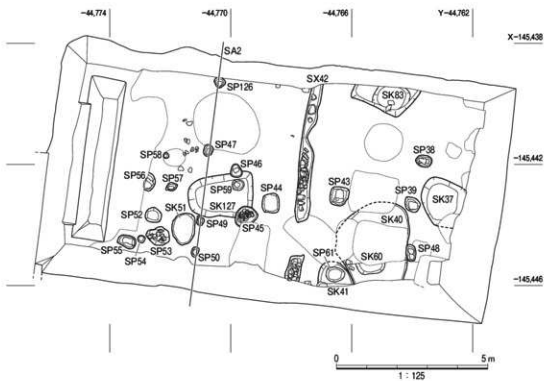 -44,774
-44,770
-44,766
Y-44,762
X-145,438
SA2
SX42
SK83
SP126
SP47
SP38
-145,442
SP58
SP46
SP56
SP57
SP59
SP43
SP39
SK37
SP44
SK51
SP52
SK127
SK40
SP49
SP45
SP55
SP53
SP54
SP50
SP61
SP48
SK60
SK41
-145,446
0
5 m
1 : 125